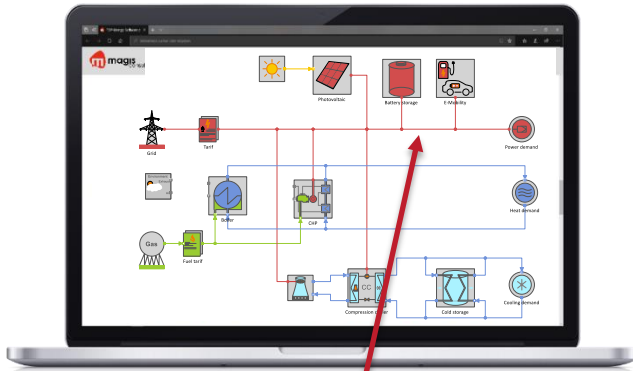 magis
Photovoltaic
Battery storage
E-Mobility
Grid
Tarif
Power demand
Boiler
CHP
Heat demand
Gas
Fuel tarif
CC
Compression chiller
Cold storage
Cooling demand